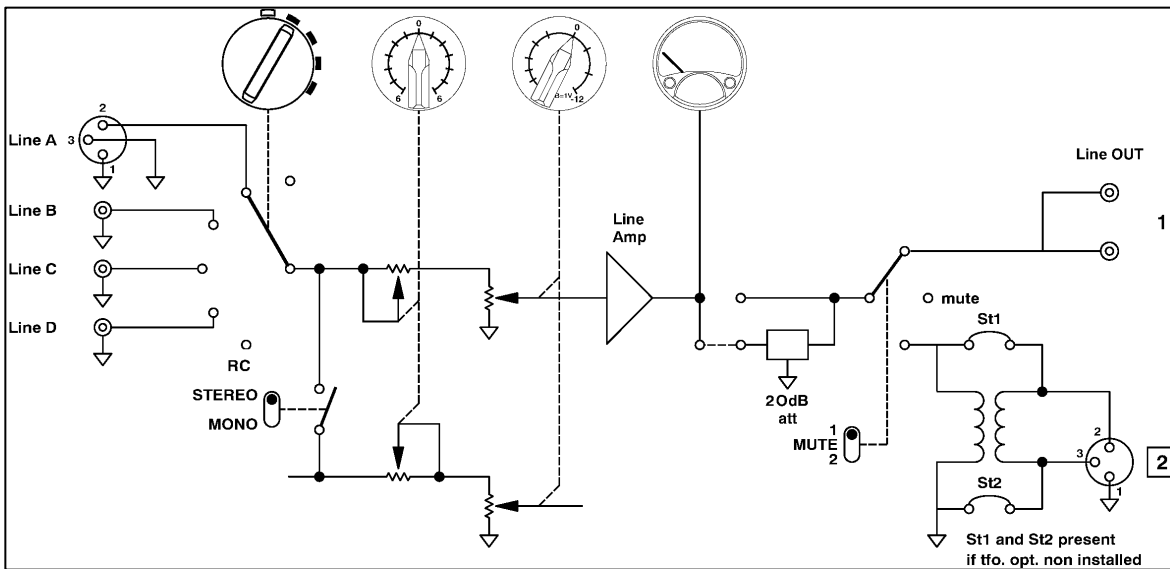 0
6 6
0
B=1V -12
2
Line A 3
1
Line B
Line C
Line D
RC
STEREO
MONO
Line
Amp
20dB
att
1
MUTE
2
Line OUT
1
mute
St1
2
3
1
2
St2
St1 and St2 present
if tfo. opt. non installed